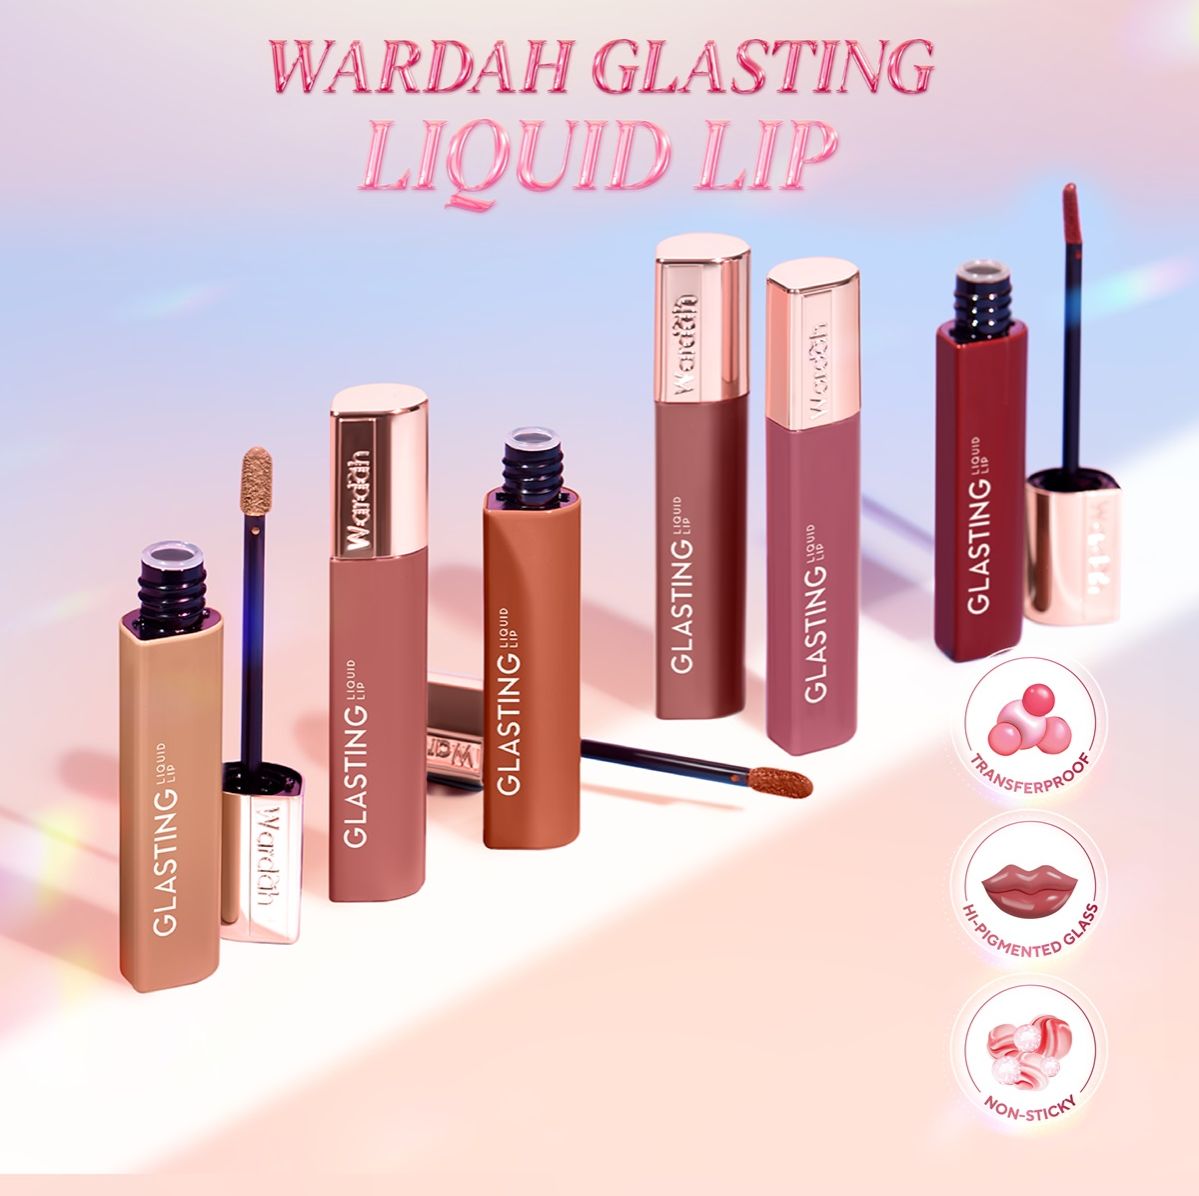 WARDAH GLASTING
LIQUID LIP
Wardah
GLASTING
LIQUID
LIP
Wardah
GLASTING
LIQUID
LIP
War
GLASTING
LIQUID
LIP
Wardah
GLASTING
LIQUID
LIP
Wardah
GLASTING
LIQUID
LIP
GLASTING
LIQUID
LIP
TRANSFERPROOF
HI-PIGMENTED GLASS
NON-STICKY